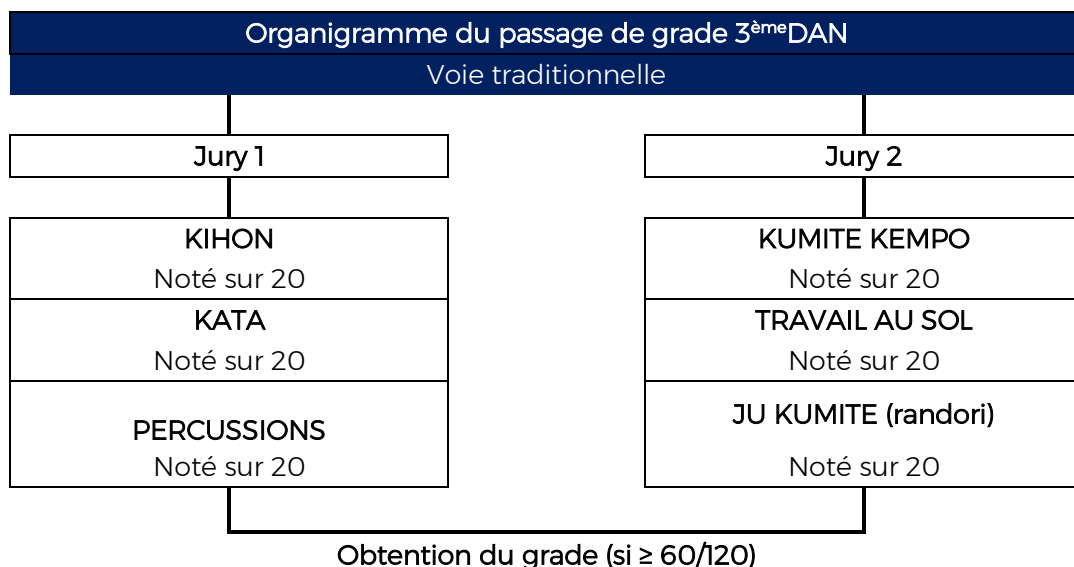 Organigramme du passage de grade 3èmeDAN
Voie traditionnelle
Jury 1
KIHON
Noté sur 20
KATA
Noté sur 20
PERCUSSIONS
Noté sur 20
Jury 2
KUMITE KEMPO
Noté sur 20
TRAVAIL AU SOL
Noté sur 20
JU KUMITE (randori)
Noté sur 20
Obtention du grade (si ≥ 60/120)